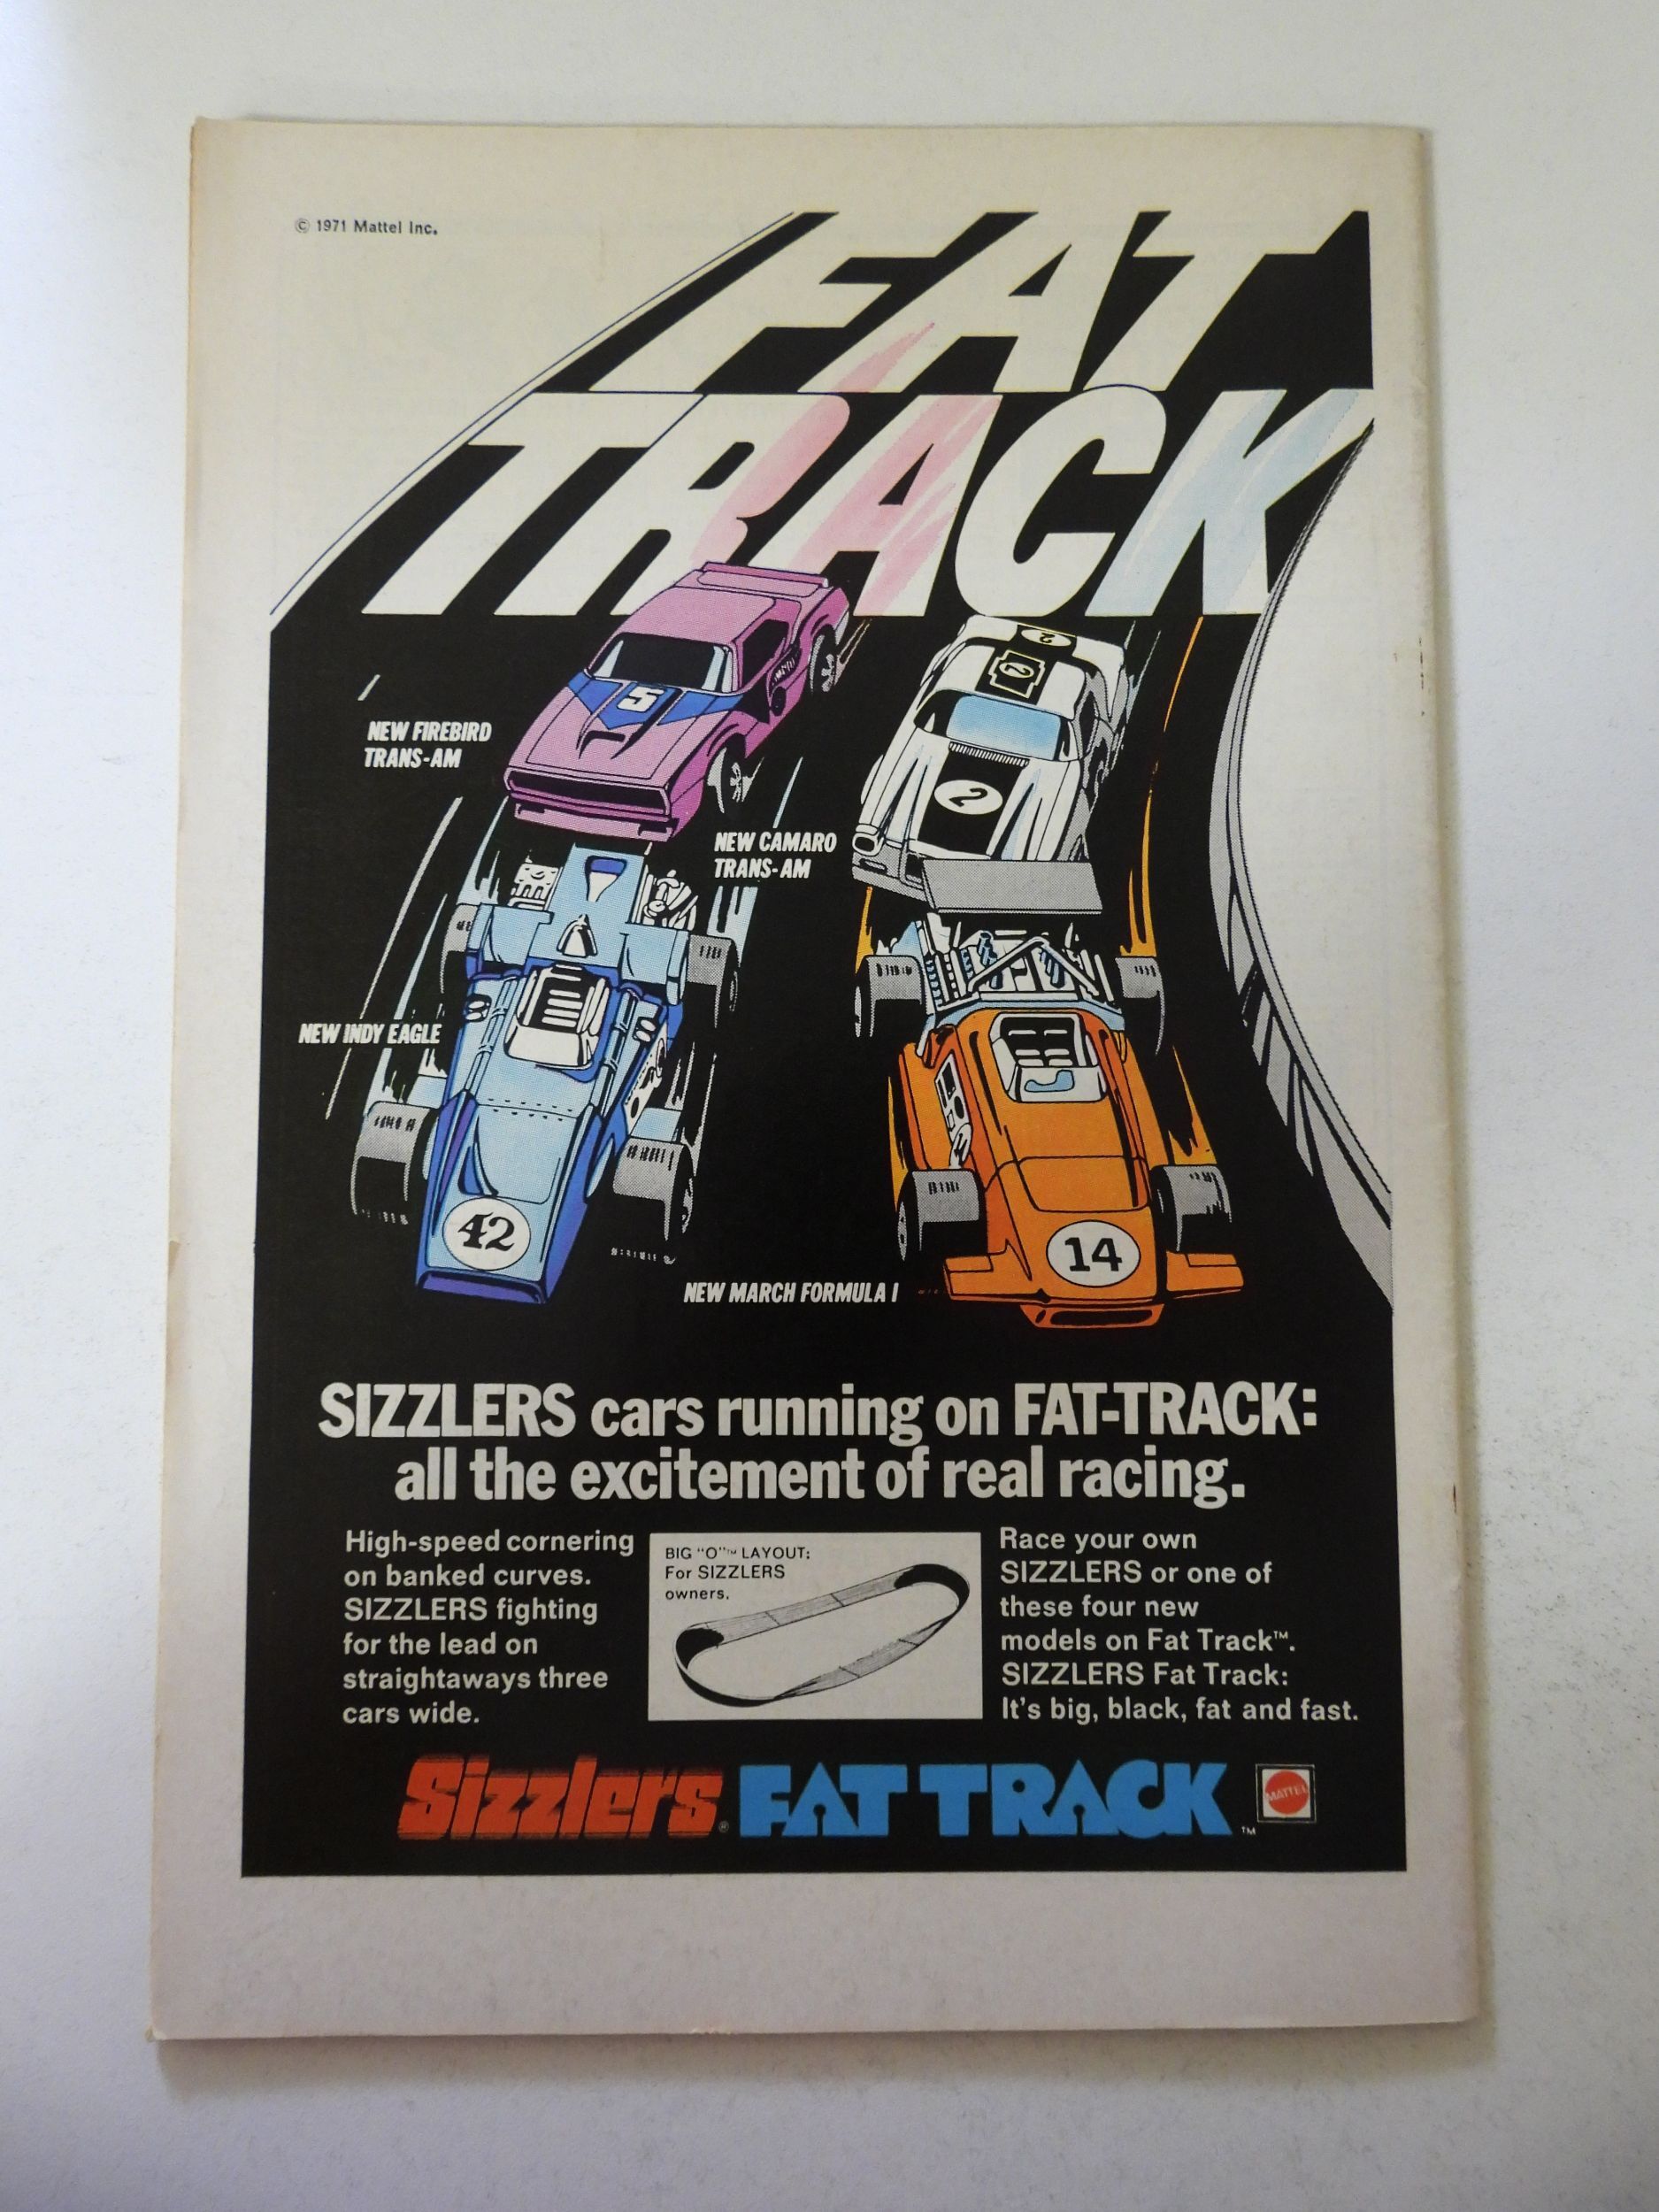 © 1971 Mattel Inc.
FAT
TRACK
5
2
2
2
NEW FIREBIRD
TRANS-AM
NEW CAMARO
TRANS-AM
NEW INDY EAGLE
42
14
NEW MARCH FORMULA I
SIZZLERS cars running on FAT-TRACK:
all the excitement of real racing.
High-speed cornering
on banked curves.
SIZZLERS fighting
for the lead on
straightaways three
cars wide.
BIG "O"™ LAYOUT:
For SIZZLERS
owners.
Race your own
SIZZLERS or one of
these four new
models on Fat Track™.
SIZZLERS Fat Track:
It's big, black, fat and fast.
Sizzlers® FAT TRACK™ MATTEL